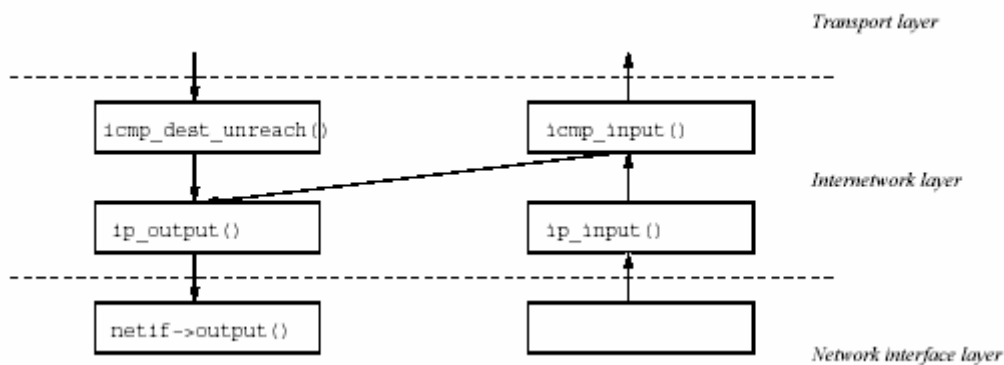 Transport layer
icmp_dest_unreach()
icmp_input()
Internetwork layer
ip_output()
ip_input()
netif->output()
Network interface layer